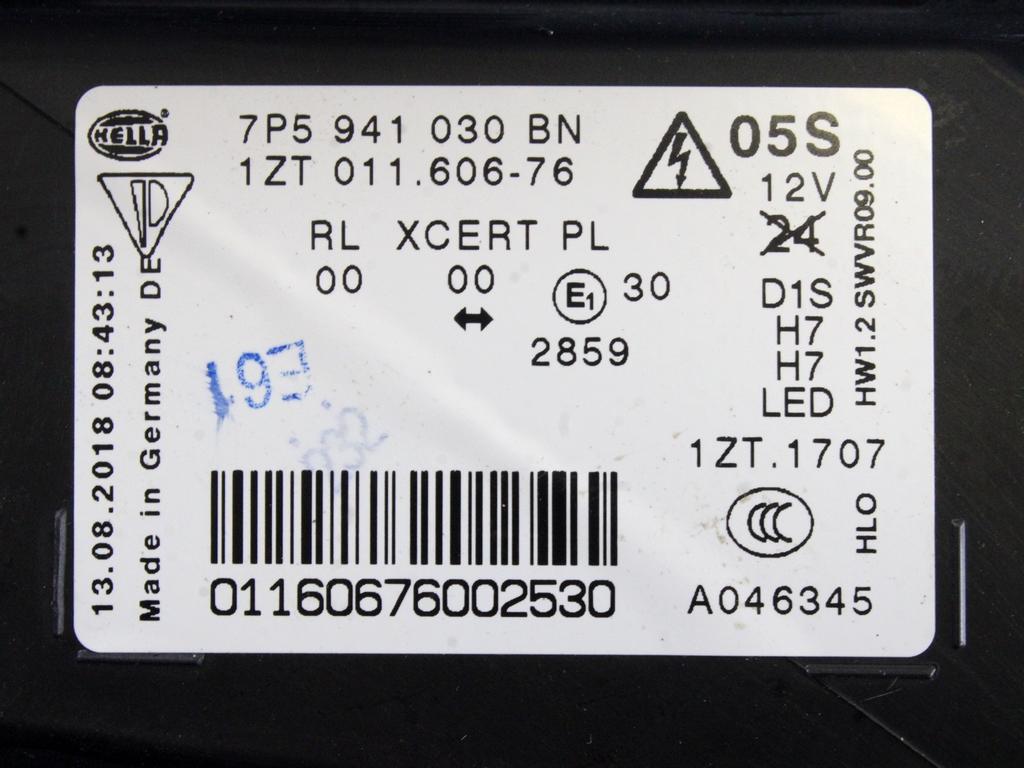 HELLA®
7P5 941 030 BN
1ZT 011.606-76
05S
12V
24
RL XCERT PL
00 00
E1 30
2859
D1S
H7
H7
LED
HW1.2 SWVR09.00
13.08.2018 08:43:13
Made in Germany DE
E61
1ZT.1707
CCC
HLO
01160676002530
A046345